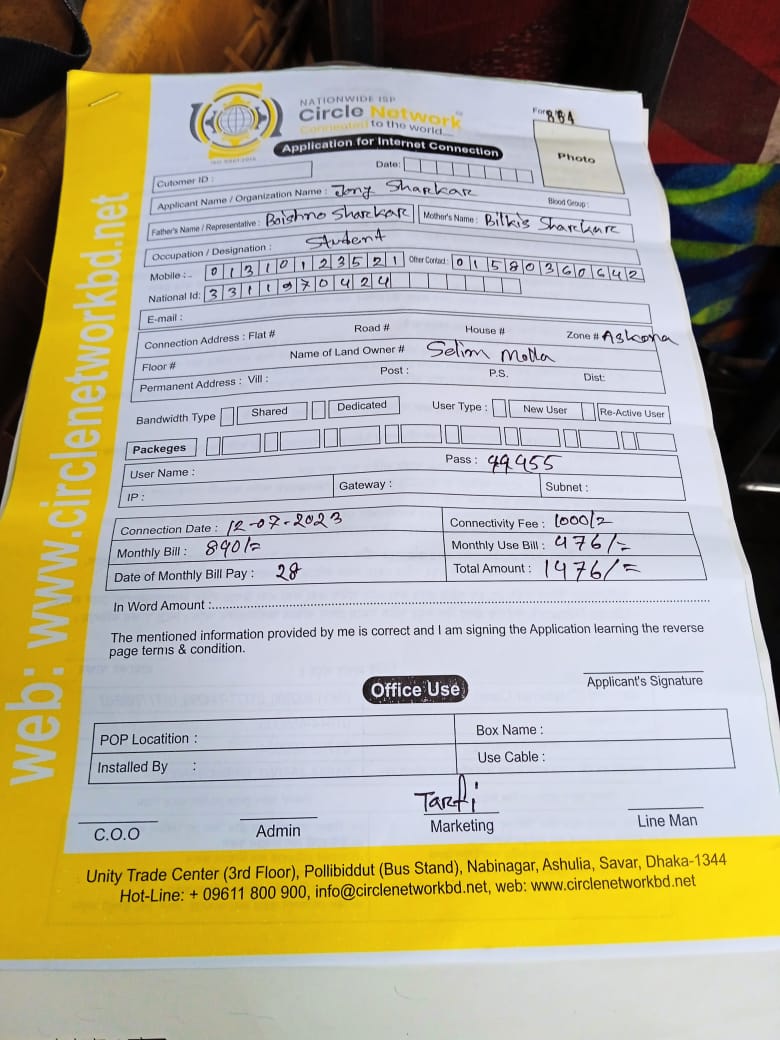 NATIONWIDE ISP
Circle Network
Connected to the world....
ISO 9001:2015
Application for Internet Connection
For
884
Photo
Date:
Cutomer ID :
Applicant Name / Organization Name : Jony Sharkar
Blood Group :
Father's Name / Representative : Boishno Sharkar Mother's Name : Bilkis Sharkar
Occupation / Designation : Student
Mobile : 01310123521 Other Contact: 01580360642
National Id: 3311970424
E-mail :
Connection Address : Flat # Road # House # Zone # Askona
Floor # Name of Land Owner # Selim Molla
Permanent Address : Vill : Post : P.S. Dist:
Bandwidth Type Shared Dedicated User Type : New User Re-Active User
Packeges
User Name : Pass : 49455
IP : Gateway : Subnet :
Connection Date : 12-07-2023 Connectivity Fee : 1000/=
Monthly Bill : 890/= Monthly Use Bill : 476/=
Date of Monthly Bill Pay : 28 Total Amount : 1476/=
In Word Amount :
The mentioned information provided by me is correct and I am signing the Application learning the reverse
page terms & condition.
Applicant's Signature
Office Use
POP Locatition : Box Name :
Installed By : Use Cable :
Tarfi
C.O.O Admin Marketing Line Man
Unity Trade Center (3rd Floor), Pollibiddut (Bus Stand), Nabinagar, Ashulia, Savar, Dhaka-1344
Hot-Line: + 09611 800 900, info@circlenetworkbd.net, web: www.circlenetworkbd.net
web: www.circlenetworkbd.net